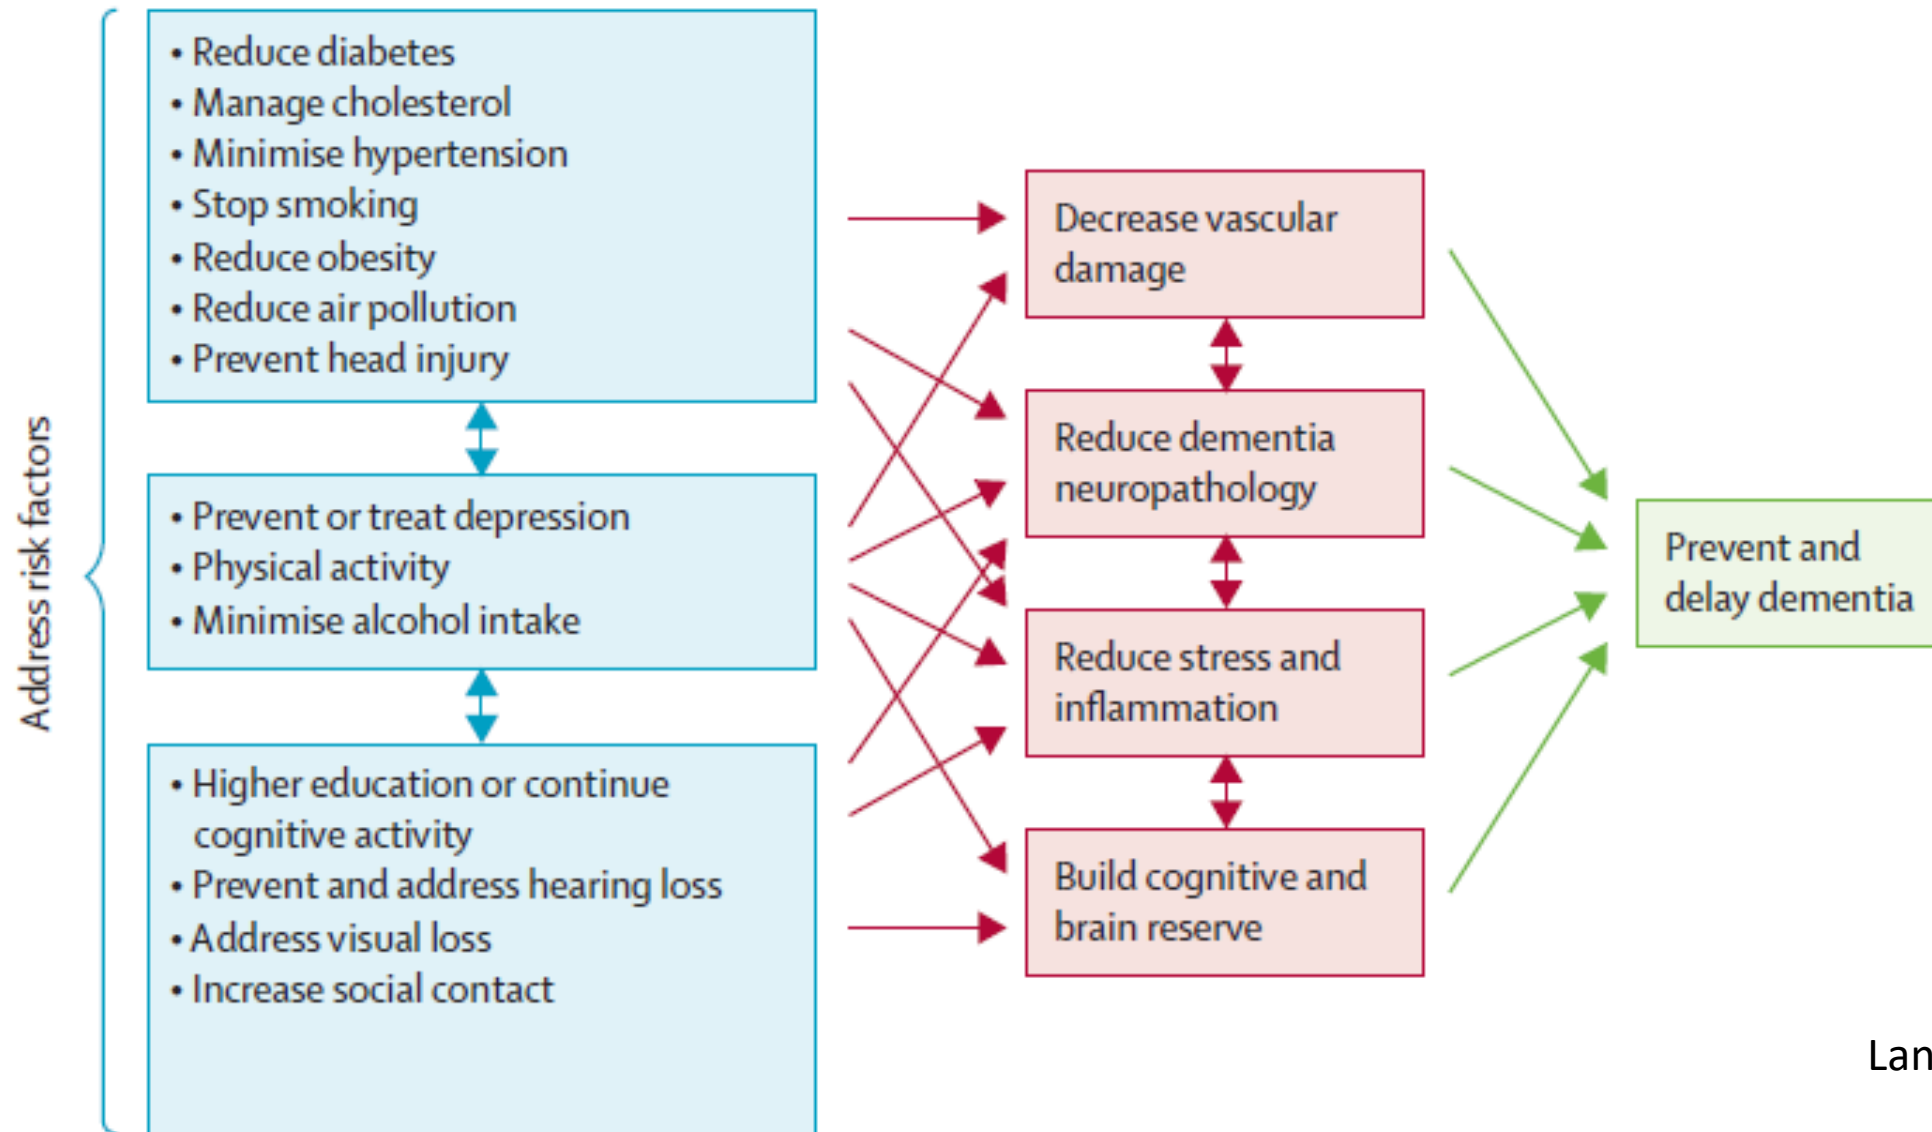 Address risk factors
• Reduce diabetes
• Manage cholesterol
• Minimise hypertension
• Stop smoking
• Reduce obesity
• Reduce air pollution
• Prevent head injury
• Prevent or treat depression
• Physical activity
• Minimise alcohol intake
• Higher education or continue
cognitive activity
• Prevent and address hearing loss
• Address visual loss
• Increase social contact
Decrease vascular
damage
Reduce dementia
neuropathology
Reduce stress and
inflammation
Build cognitive and
brain reserve
Prevent and
delay dementia
Lan